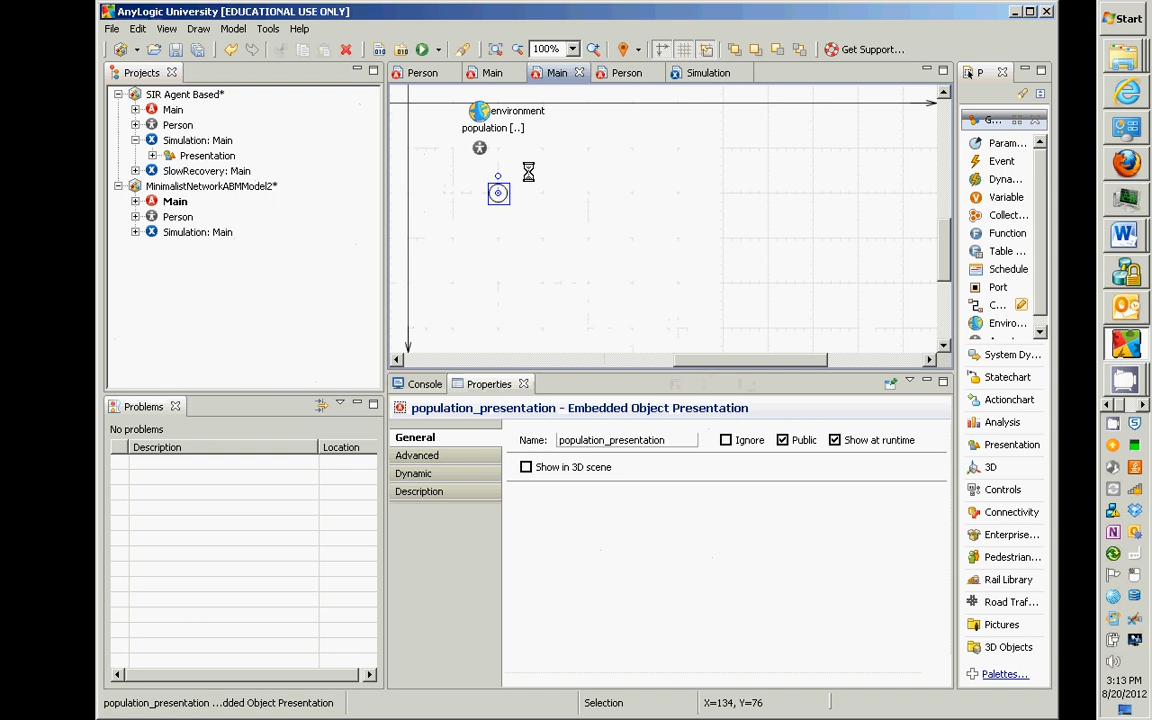 AnyLogic University [EDUCATIONAL USE ONLY]
Start
File Edit View Draw Model Tools Help
100% Get Support...
Projects
Person Main Main Person Simulation
P
SIR Agent Based*
Main
Person
Simulation: Main
Presentation
SlowRecovery: Main
MinimalistNetworkABMModel2*
Main
Person
Simulation: Main
environment
population [..]
G...
Param...
Event
Dyna...
Variable
Collect...
Function
Table ...
Schedule
Port
C...
Enviro...
System Dy...
Statechart
Actionchart
Analysis
Presentation
3D
Controls
Connectivity
Enterprise...
Pedestrian...
Rail Library
Road Traf...
Pictures
3D Objects
Palettes...
Problems
No problems
Description Location
Console Properties
population_presentation - Embedded Object Presentation
General
Advanced
Dynamic
Description
Name: population_presentation Ignore Public Show at runtime
Show in 3D scene
population_presentation ...dded Object Presentation Selection X=134, Y=76
3:13 PM
8/20/2012